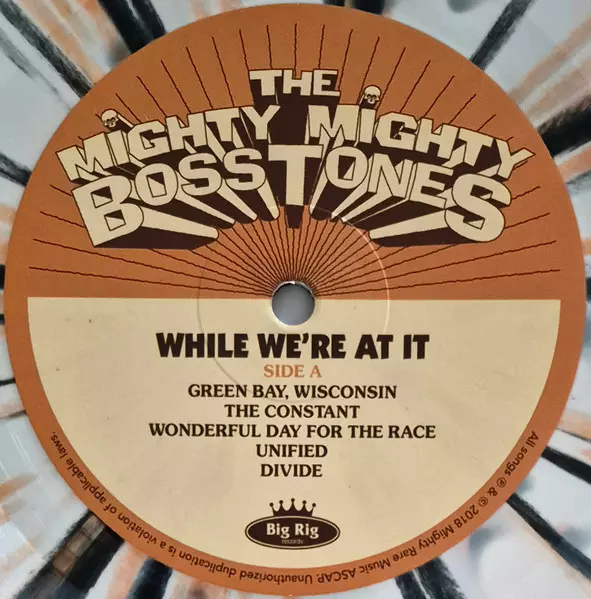 THE
MIGHTY MIGHTY
BOSSTONES
WHILE WE'RE AT IT
SIDE A
GREEN BAY, WISCONSIN
THE CONSTANT
WONDERFUL DAY FOR THE RACE
UNIFIED
DIVIDE
Big Rig
records
All songs ℗ & © 2018 Mighty Rare Music ASCAP. Unauthorized duplication is a violation of applicable laws.